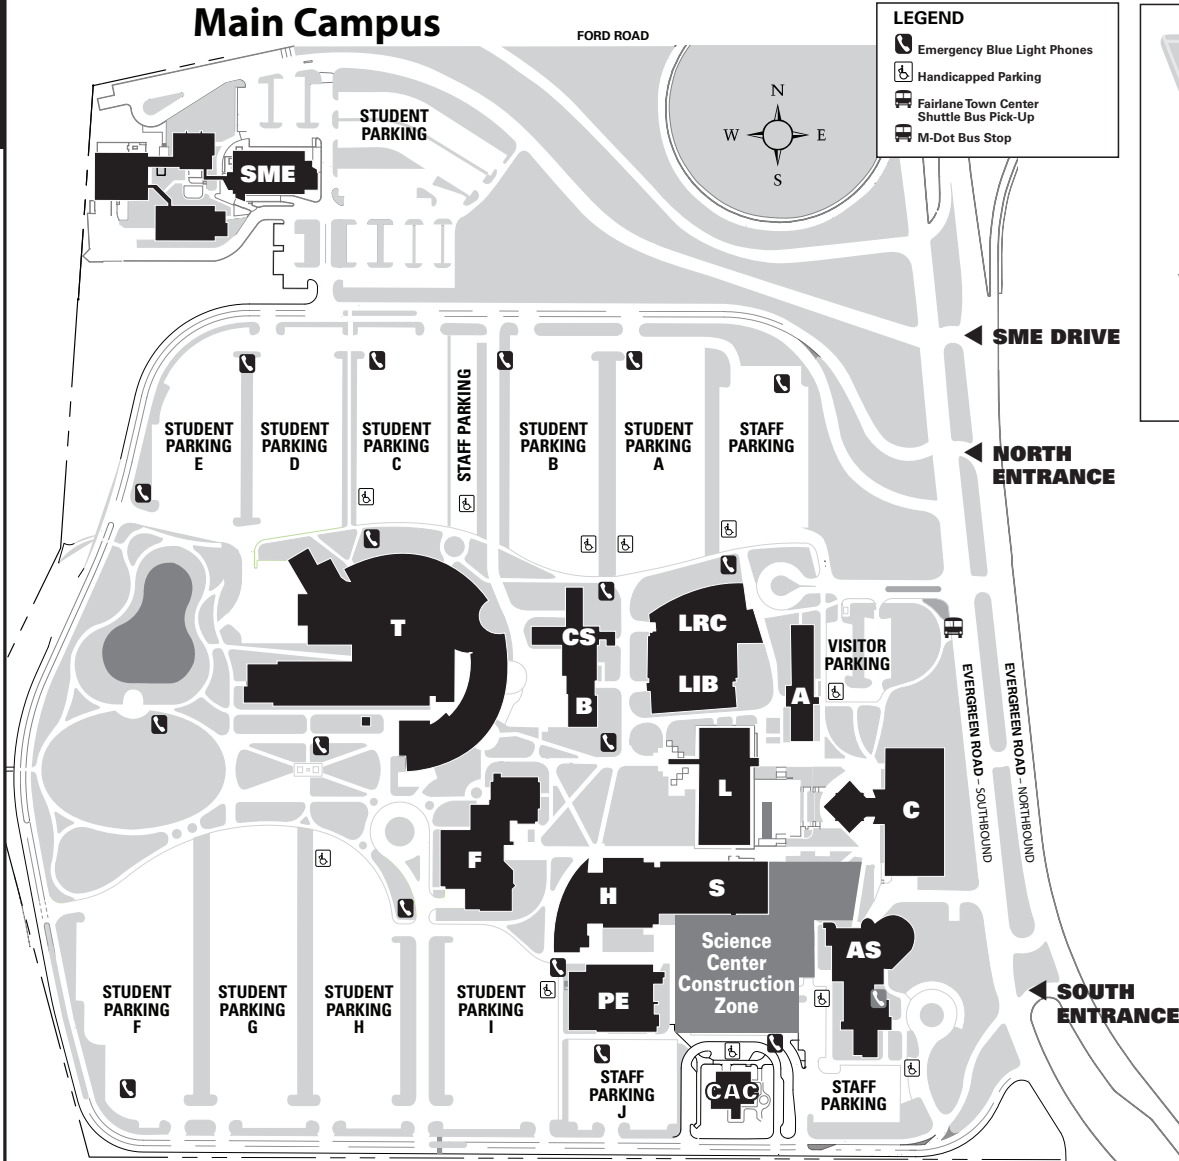 Main Campus
FORD ROAD
LEGEND
Emergency Blue Light Phones
Handicapped Parking
Fairlane Town Center
Shuttle Bus Pick-Up
M-Dot Bus Stop
N
W
E
S
STUDENT
PARKING
SME
SME DRIVE
NORTH
ENTRANCE
STUDENT
PARKING
E
STUDENT
PARKING
D
STUDENT
PARKING
C
STAFF PARKING
STUDENT
PARKING
B
STUDENT
PARKING
A
STAFF
PARKING
T
CS
B
LRC
LIB
A
VISITOR
PARKING
EVERGREEN ROAD – SOUTHBOUND
EVERGREEN ROAD – NORTHBOUND
L
C
F
H
S
AS
Science
Center
Construction
Zone
PE
SOUTH
ENTRANCE
STUDENT
PARKING
F
STUDENT
PARKING
G
STUDENT
PARKING
H
STUDENT
PARKING
I
STAFF
PARKING
J
CAC
STAFF
PARKING